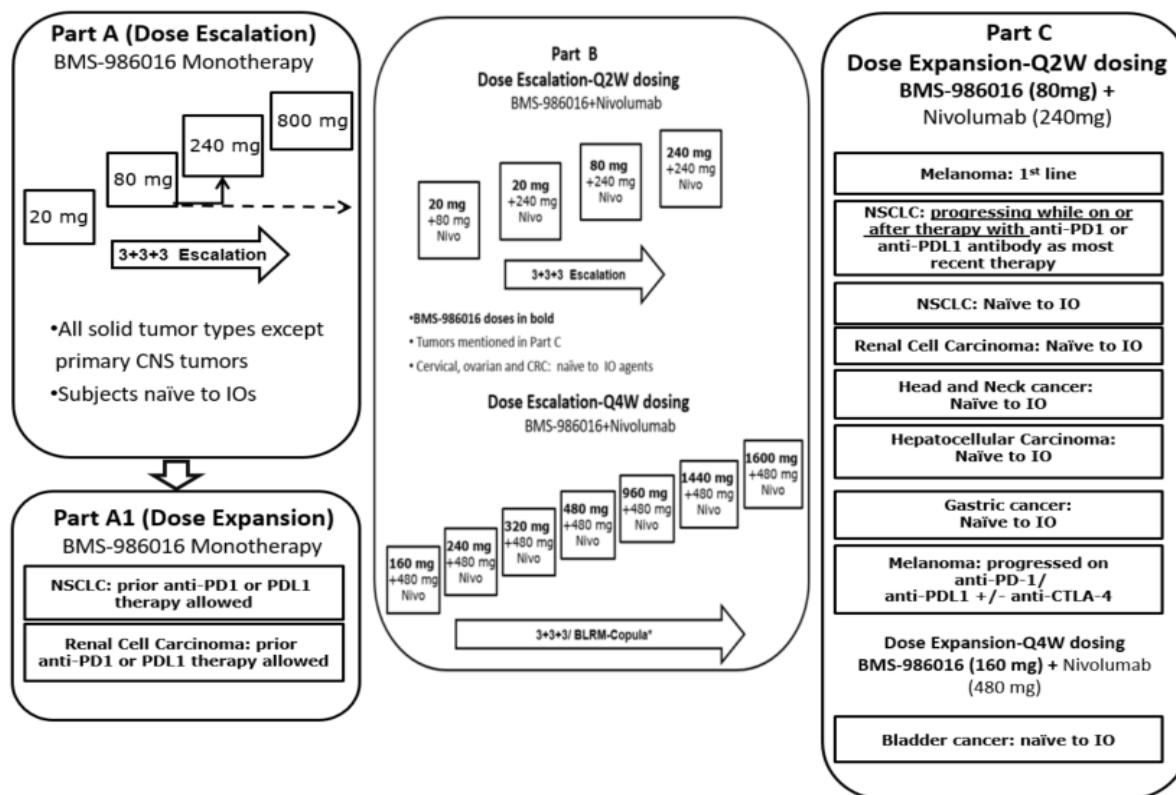 Part A (Dose Escalation)
BMS-986016 Monotherapy
20 mg
80 mg
240 mg
800 mg
3+3+3 Escalation
•All solid tumor types except
primary CNS tumors
•Subjects naïve to IOs
Part A1 (Dose Expansion)
BMS-986016 Monotherapy
NSCLC: prior anti-PD1 or PDL1
therapy allowed
Renal Cell Carcinoma: prior
anti-PD1 or PDL1 therapy allowed
Part B
Dose Escalation-Q2W dosing
BMS-986016+Nivolumab
20 mg
+80 mg
Nivo
20 mg
+240 mg
Nivo
80 mg
+240 mg
Nivo
240 mg
+240 mg
Nivo
3+3+3 Escalation
•BMS-986016 doses in bold
• Tumors mentioned in Part C
• Cervical, ovarian and CRC: naïve to IO agents
Dose Escalation-Q4W dosing
BMS-986016+Nivolumab
160 mg
+480 mg
Nivo
240 mg
+480 mg
Nivo
320 mg
+480 mg
Nivo
480 mg
+480 mg
Nivo
960 mg
+480 mg
Nivo
1440 mg
+480 mg
Nivo
1600 mg
+480 mg
Nivo
3+3+3/ BLRM-Copula*
Part C
Dose Expansion-Q2W dosing
BMS-986016 (80mg) +
Nivolumab (240mg)
Melanoma: 1st line
NSCLC: progressing while on or
after therapy with anti-PD1 or
anti-PDL1 antibody as most
recent therapy
NSCLC: Naïve to IO
Renal Cell Carcinoma: Naïve to IO
Head and Neck cancer:
Naïve to IO
Hepatocellular Carcinoma:
Naïve to IO
Gastric cancer:
Naïve to IO
Melanoma: progressed on
anti-PD-1/
anti-PDL1 +/- anti-CTLA-4
Dose Expansion-Q4W dosing
BMS-986016 (160 mg) + Nivolumab
(480 mg)
Bladder cancer: naïve to IO